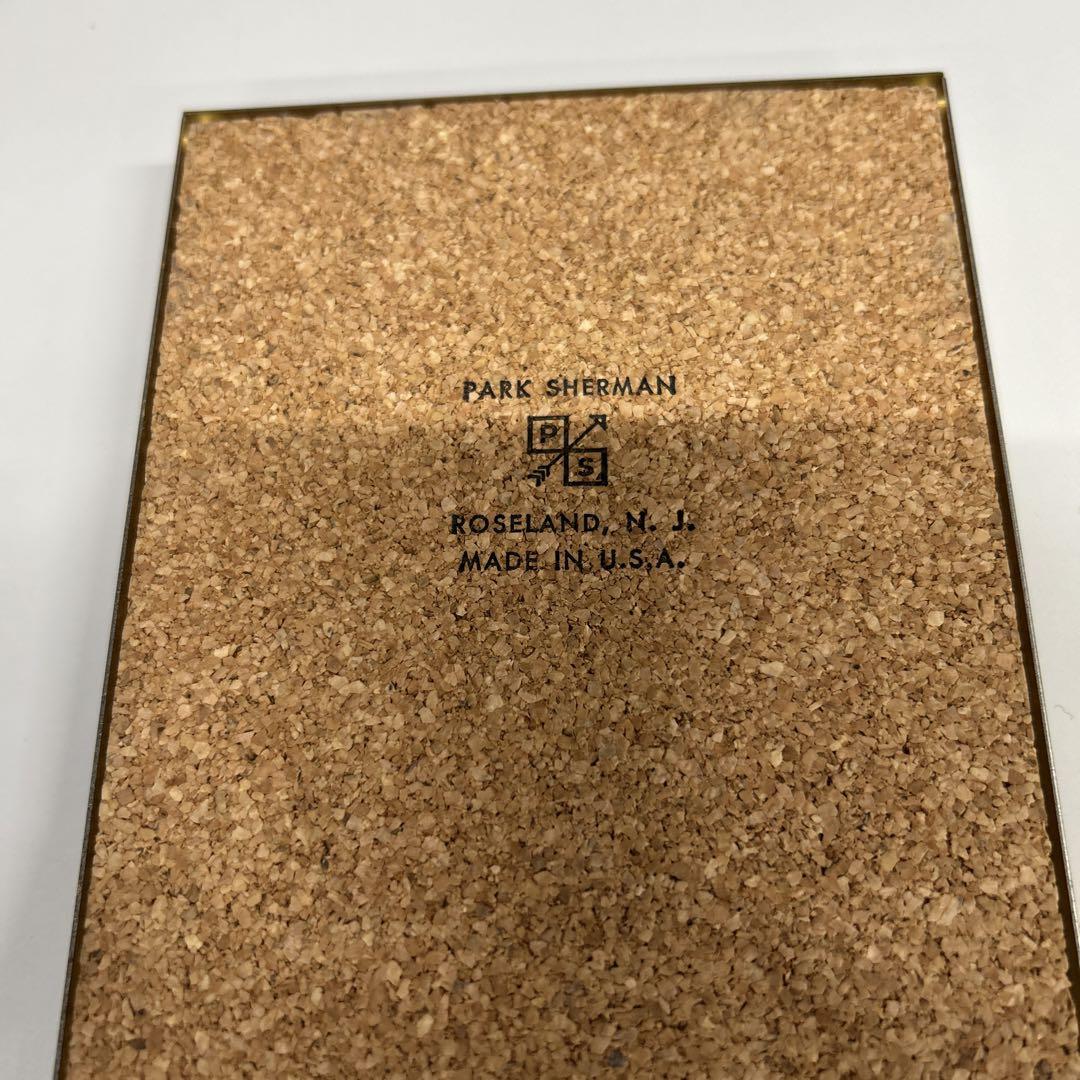 PARK SHERMAN
P
S
ROSELAND, N. J.
MADE IN U.S.A.